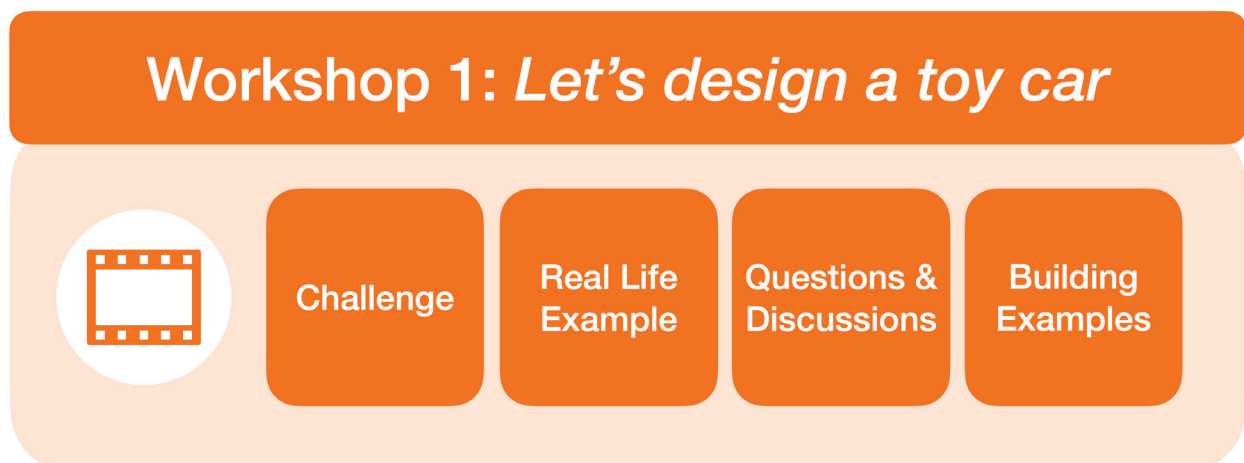 Workshop 1: Let's design a toy car
Challenge
Real Life
Example
Questions &
Discussions
Building
Examples